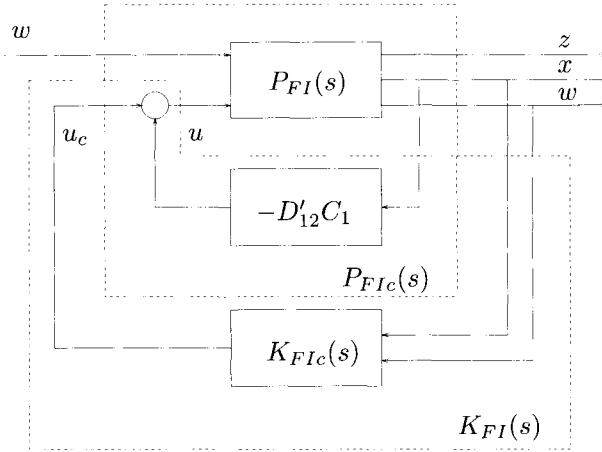 w
z
P_{FI}(s)
x
w
u_c
u
-D'_{12}C_1
P_{FIc}(s)
K_{FIc}(s)
K_{FI}(s)